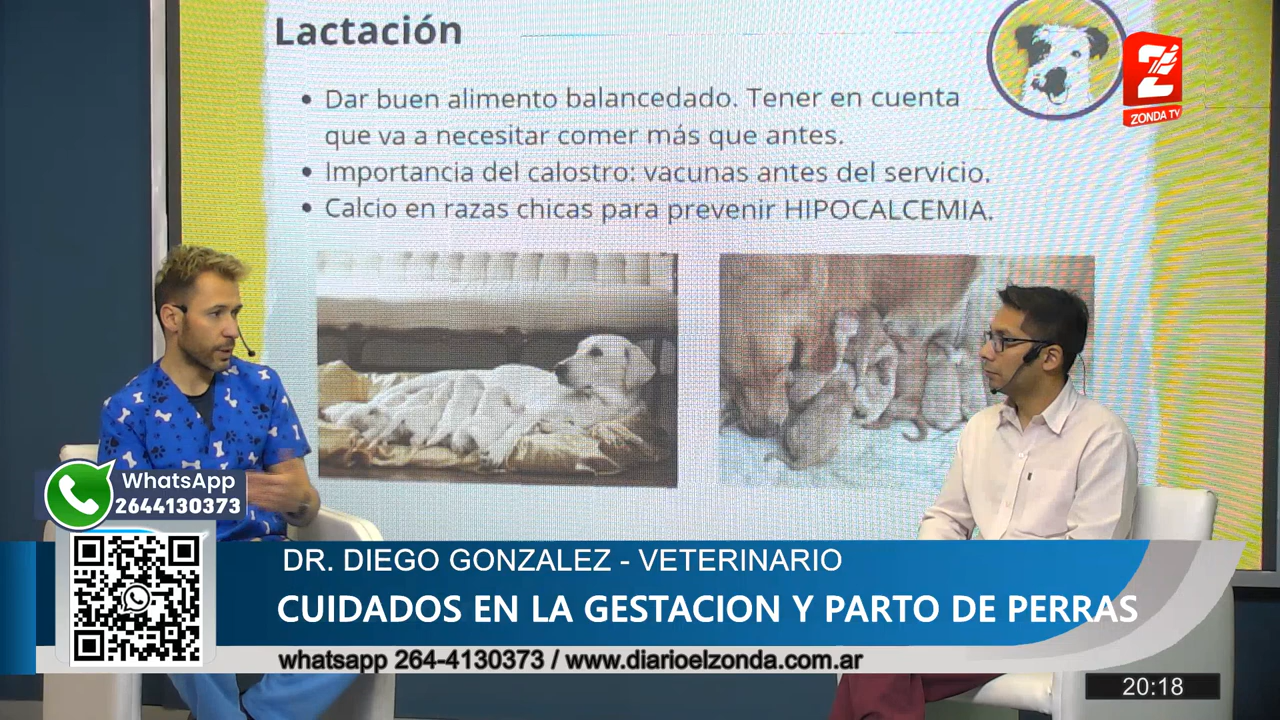 Lactación
• Dar buen alimento balancedado. Tener en cuenta
que va a necesitar comer más que antes.
• Importancia del calostro: vacunas antes del servicio.
• Calcio en razas chicas para prevenir HIPOCALCEMIA.
Z
ZONDA TV
WhatsApp
2644130373
DR. DIEGO GONZALEZ - VETERINARIO
CUIDADOS EN LA GESTACION Y PARTO DE PERRAS
whatsapp 264-4130373 / www.diarioelzonda.com.ar
20:18